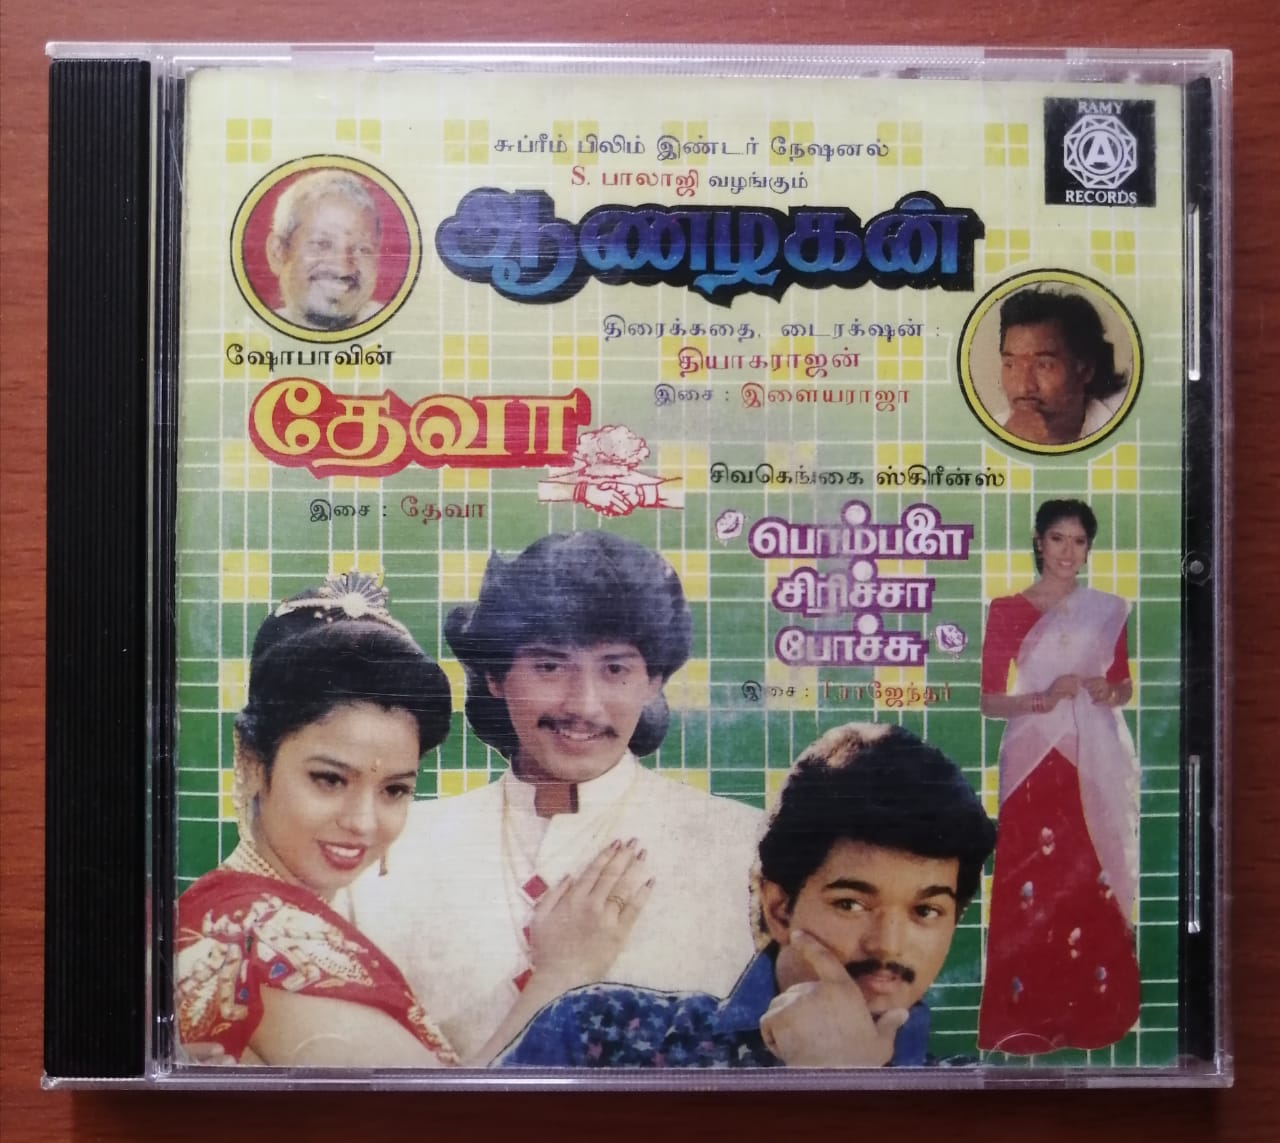 சுப்ரீம் பிலிம் இண்டர் நேஷனல்
S. பாலாஜி வழங்கும்
ஆணழகன்
திரைக்கதை, டைரக்ஷன் :
தியாகராஜன்
இசை : இளையராஜா
RAMY
A
RECORDS
ஷோபாவின்
தேவா
இசை : தேவா
சிவகெங்கை ஸ்கிரீன்ஸ்
பொம்பளை
சிரிச்சா
போச்சு
இசை : T.ராஜேந்தர்